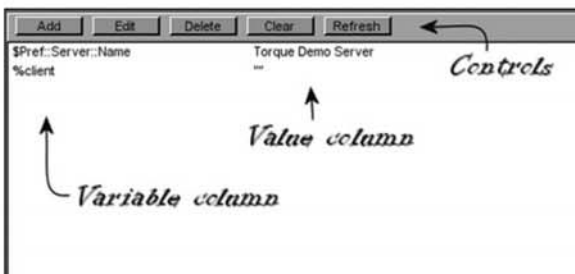 Add Edit Delete Clear Refresh
$Pref::Server::Name Torque Demo Server
%client ""
Controls
Value column
Variable column